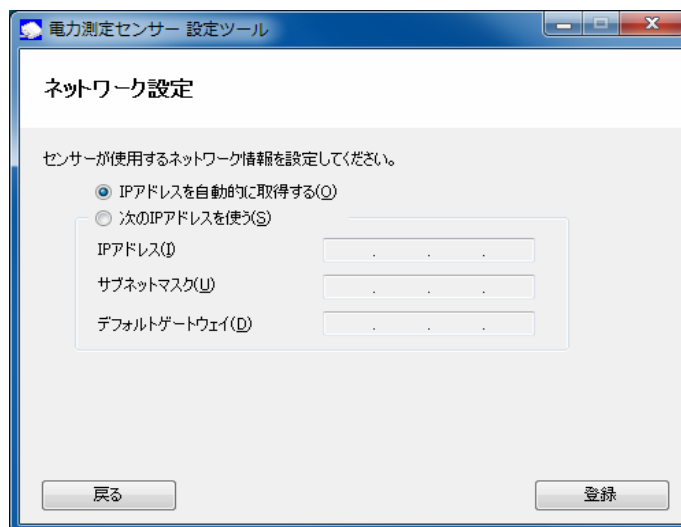 電力測定センサー 設定ツール
ネットワーク設定
センサーが使用するネットワーク情報を設定してください。
IPアドレスを自動的に取得する(O)
次のIPアドレスを使う(S)
IPアドレス(I)
. . .
サブネットマスク(U)
. . .
デフォルトゲートウェイ(D)
. . .
戻る
登録